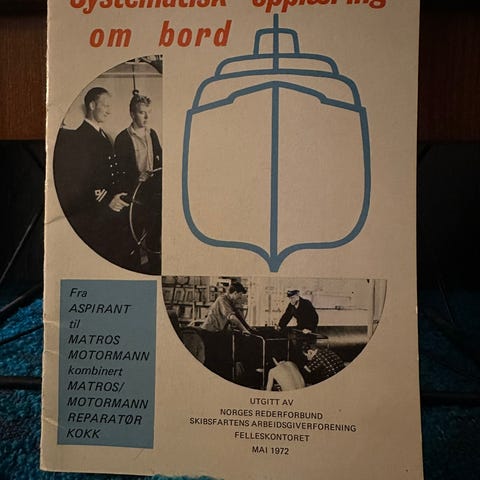 Systematisk opplæring
om bord
Fra
ASPIRANT
til
MATROS
MOTORMANN
kombinert
MATROS/
MOTORMANN
REPARATØR
KOKK
UTGITT AV
NORGES REDERFORBUND
SKIBSFARTENS ARBEIDSGIVERFORENING
FELLESKONTORET
MAI 1972